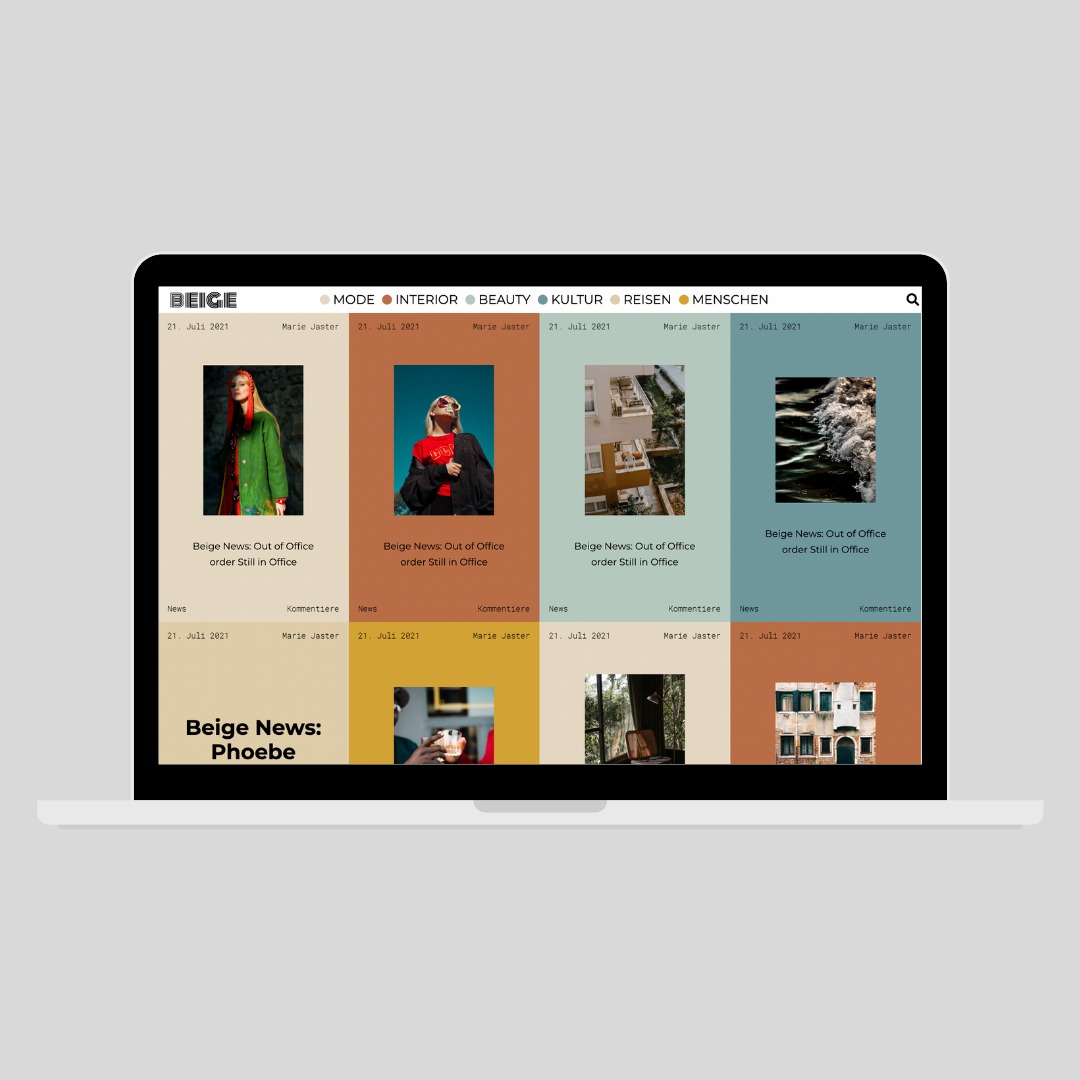 BEIGE
MODE INTERIOR BEAUTY KULTUR REISEN MENSCHEN
21. Juli 2021 Marie Jaster
Beige News: Out of Office
order Still in Office
News Kommentiere
21. Juli 2021 Marie Jaster
Beige News: Out of Office
order Still in Office
News Kommentiere
21. Juli 2021 Marie Jaster
Beige News: Out of Office
order Still in Office
News Kommentiere
21. Juli 2021 Marie Jaster
Beige News: Out of Office
order Still in Office
News Kommentiere
21. Juli 2021 Marie Jaster
Beige News:
Phoebe
21. Juli 2021 Marie Jaster
21. Juli 2021 Marie Jaster
21. Juli 2021 Marie Jaster